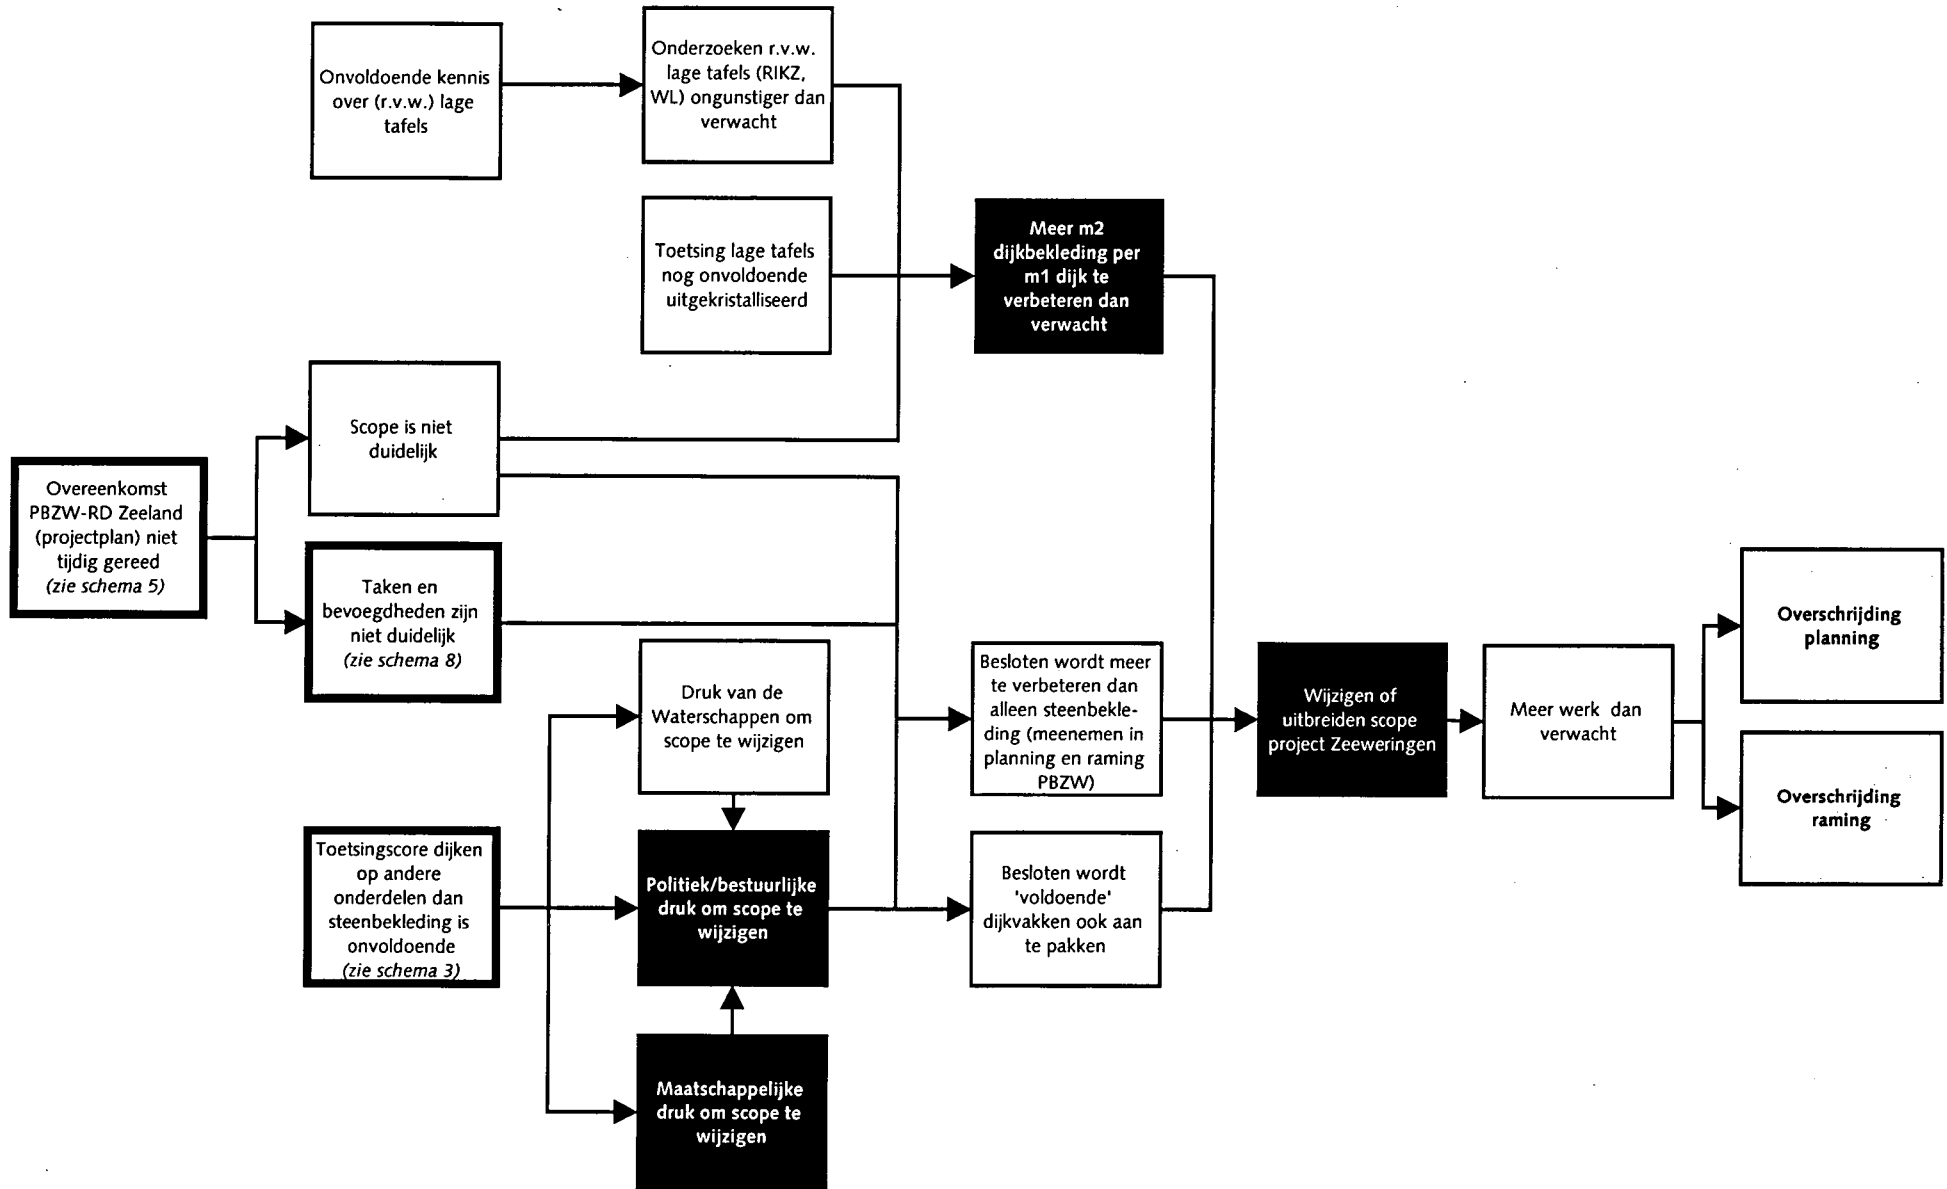 Onvoldoende kennis
over (r.v.w.) lage
tafels
Onderzoeken r.v.w.
lage tafels (RIKZ,
WL) ongunstiger dan
verwacht
Toetsing lage tafels
nog onvoldoende
uitgekristalliseerd
Meer m2
dijkbekleding per
m1 dijk te
verbeteren dan
verwacht
Scope is niet
duidelijk
Overeenkomst
PBZW-RD Zeeland
(projectplan) niet
tijdig gereed
(zie schema 5)
Taken en
bevoegdheden zijn
niet duidelijk
(zie schema 8)
Druk van de
Waterschappen om
scope te wijzigen
Besloten wordt meer
te verbeteren dan
alleen steenbekle-
ding (meenemen in
planning en raming
PBZW)
Wijzigen of
uitbreiden scope
project Zeeweringen
Meer werk dan
verwacht
Overschrijding
planning
Overschrijding
raming
Toetsingscore dijken
op andere
onderdelen dan
steenbekleding is
onvoldoende
(zie schema 3)
Politiek/bestuurlijke
druk om scope te
wijzigen
Besloten wordt
'voldoende'
dijkvakken ook aan
te pakken
Maatschappelijke
druk om scope te
wijzigen